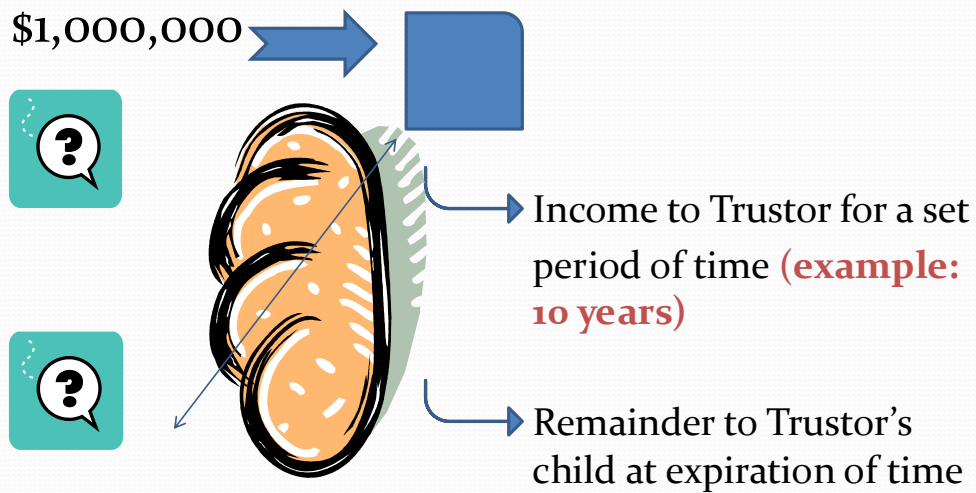 $1,000,000
?
Income to Trustor for a set
period of time (example:
10 years)
?
Remainder to Trustor’s
child at expiration of time